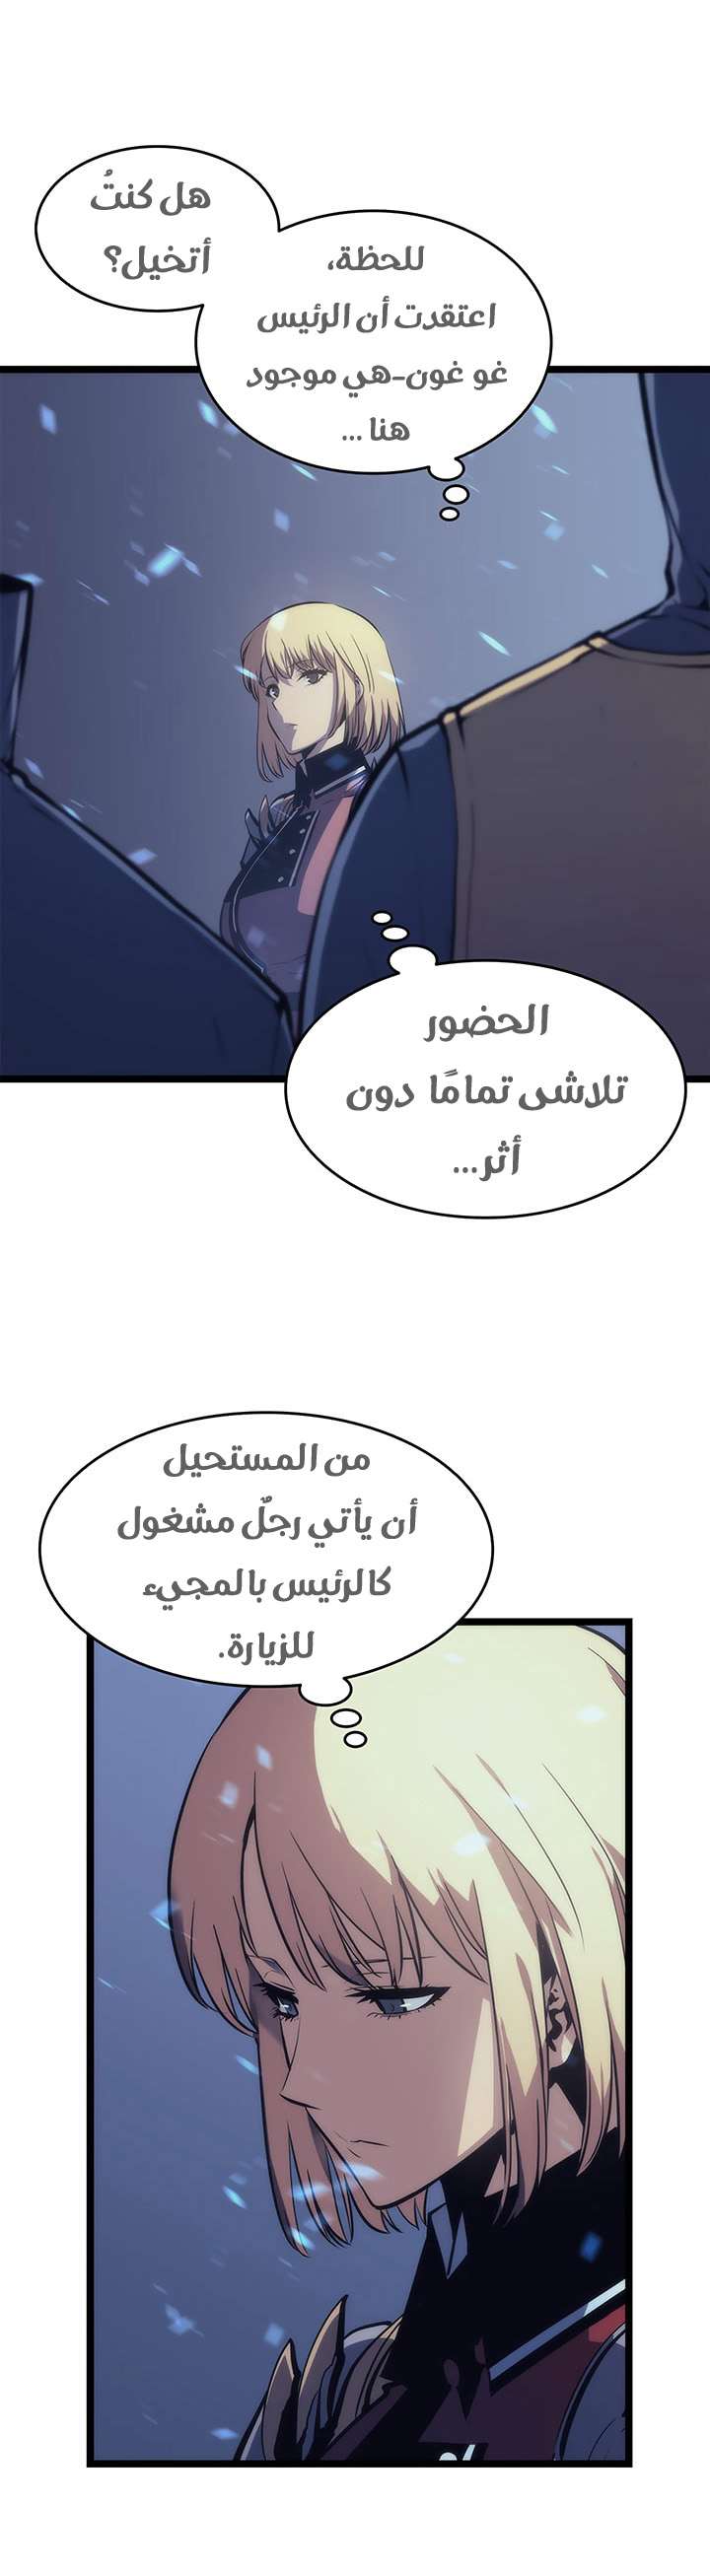 هل كنتُ
أتخيل؟
للحظة،
اعتقدت أن الرئيس
غو غون-هي موجود
هنا ...
الحضور
تلاشى تمامًا دون
أثر...
من المستحيل
أن يأتي رجلٌ مشغول
كالرئيس بالمجيء
للزيارة.